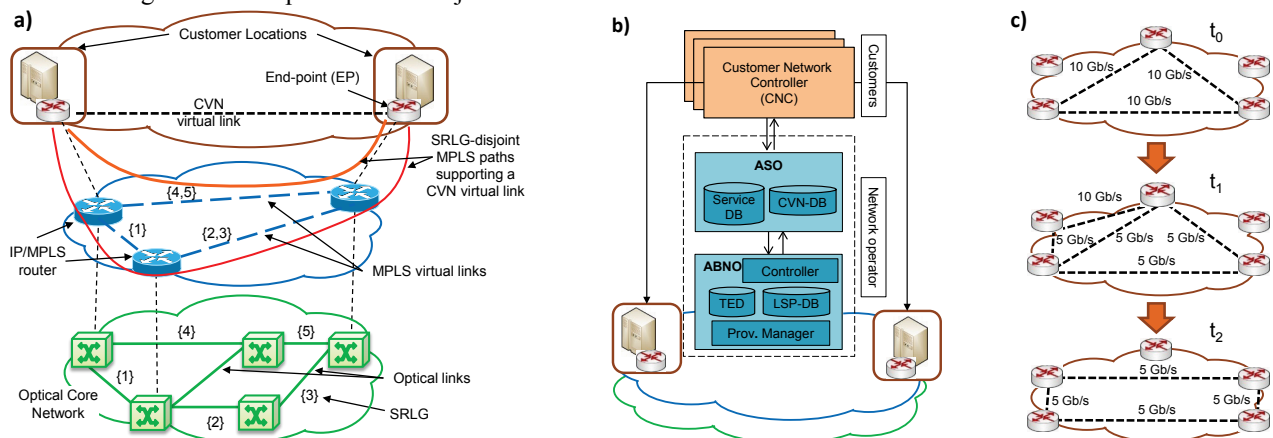 a)
Customer Locations
End-point (EP)
CVN
virtual link
SRLG-disjoint
MPLS paths
supporting a
CVN virtual link
{4,5}
{1}
{2,3}
IP/MPLS
router
MPLS virtual links
{4}
{5}
{1}
Optical links
Optical Core
Network
{3}
SRLG
{2}
b)
Customer Network
Controller
(CNC)
Customers
ASO
Service
DB
CVN-DB
Network operator
ABNO
Controller
TED
LSP-DB
Prov. Manager
c)
t0
10 Gb/s
10 Gb/s
10 Gb/s
t1
10 Gb/s
5 Gb/s
5 Gb/s
5 Gb/s
5 Gb/s
t2
5 Gb/s
5 Gb/s
5 Gb/s
5 Gb/s